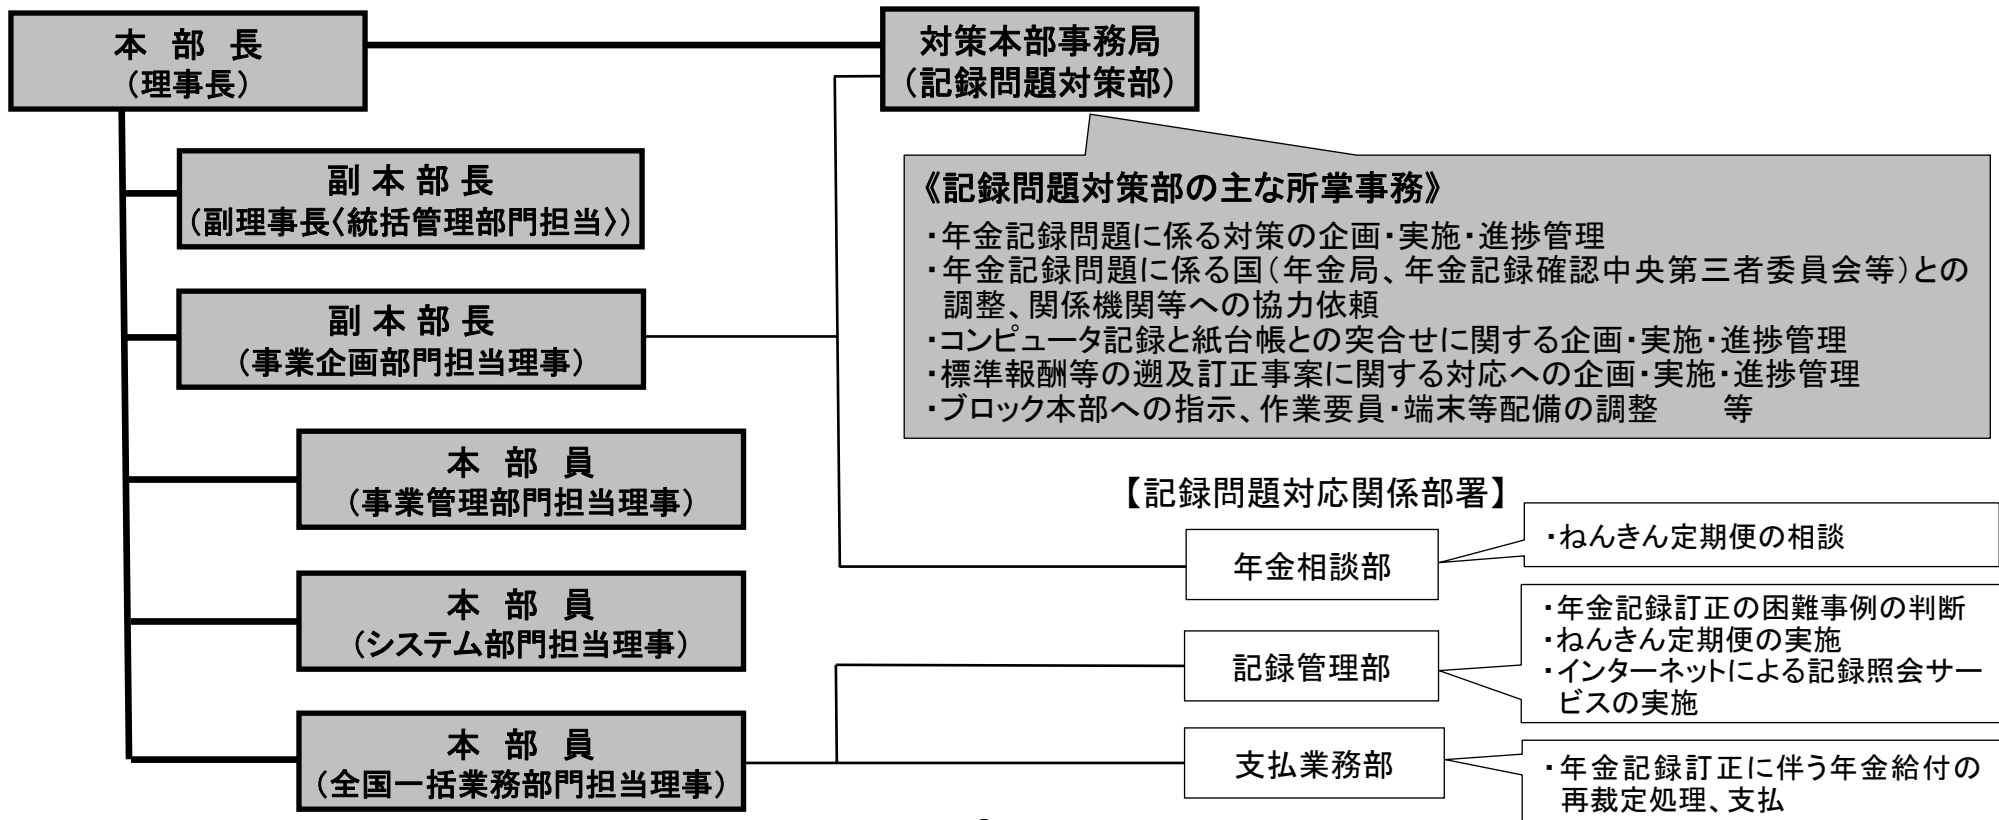 本 部 長
（理事長）
対策本部事務局
（記録問題対策部）
副 本 部 長
（副理事長〈統括管理部門担当〉）
副 本 部 長
（事業企画部門担当理事）
本 部 員
（事業管理部門担当理事）
本 部 員
（システム部門担当理事）
本 部 員
（全国一括業務部門担当理事）
《記録問題対策部の主な所掌事務》
・年金記録問題に係る対策の企画・実施・進捗管理
・年金記録問題に係る国（年金局、年金記録確認中央第三者委員会等）との
調整、関係機関等への協力依頼
・コンピュータ記録と紙台帳との突合せに関する企画・実施・進捗管理
・標準報酬等の遡及訂正事案に関する対応への企画・実施・進捗管理
・ブロック本部への指示、作業要員・端末等配備の調整 等
【記録問題対応関係部署】
年金相談部
・ねんきん定期便の相談
記録管理部
・年金記録訂正の困難事例の判断
・ねんきん定期便の実施
・インターネットによる記録照会サー
ビスの実施
支払業務部
・年金記録訂正に伴う年金給付の
再裁定処理、支払